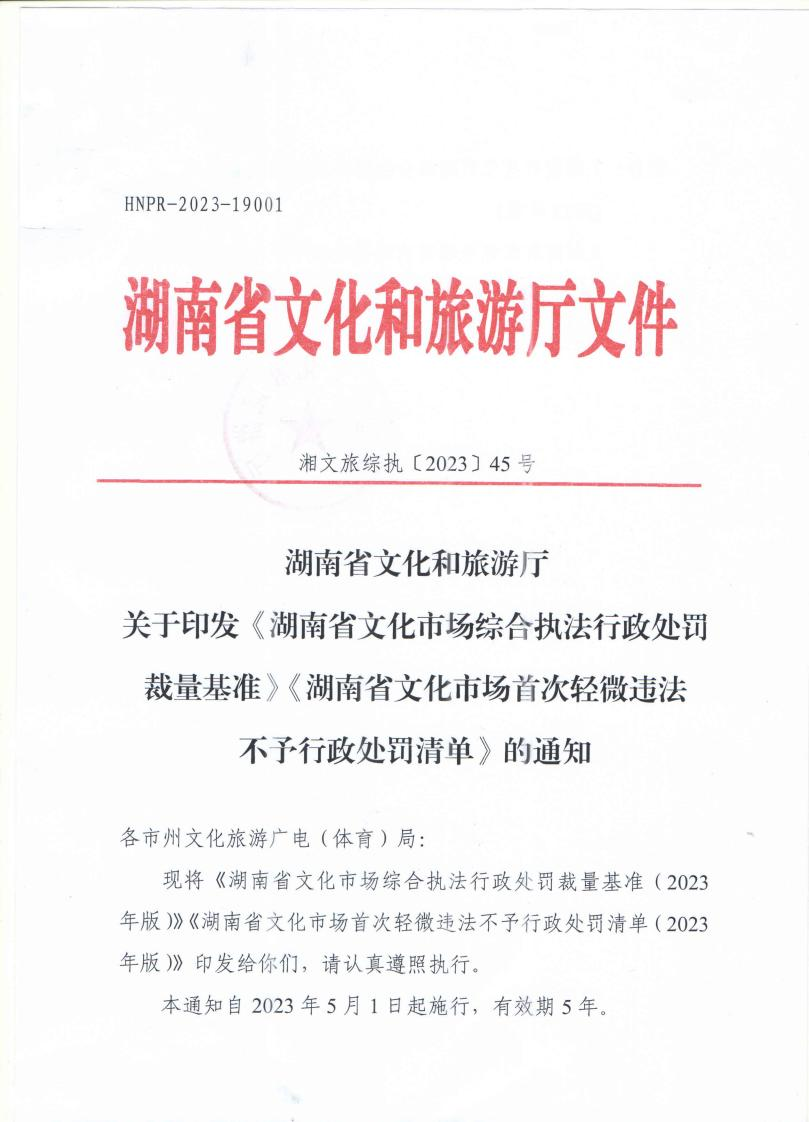 HNPR-2023-19001
湖南省文化和旅游厅文件
湘文旅综执〔2023〕45 号
湖南省文化和旅游厅
关于印发《湖南省文化市场综合执法行政处罚
裁量基准》《湖南省文化市场首次轻微违法
不予行政处罚清单》的通知
各市州文化旅游广电（体育）局：
现将《湖南省文化市场综合执法行政处罚裁量基准（2023
年版）》《湖南省文化市场首次轻微违法不予行政处罚清单（2023
年版）》印发给你们，请认真遵照执行。
本通知自 2023 年 5 月 1 日起施行，有效期 5 年。